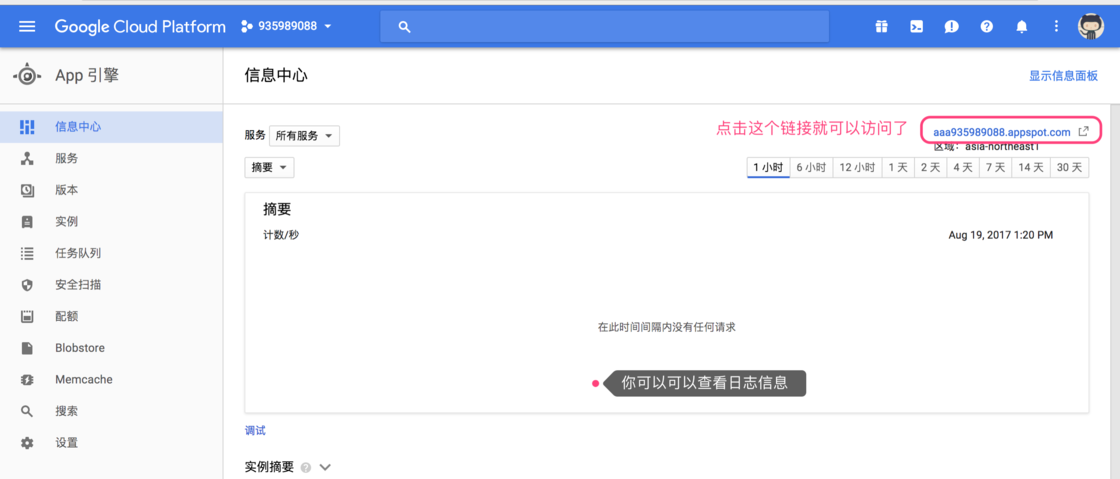 Google Cloud Platform
935989088
App 引擎
信息中心
显示信息面板
信息中心
服务
版本
实例
任务队列
安全扫描
配额
Blobstore
Memcache
搜索
设置
服务 所有服务
点击这个链接就可以访问了
aaa935989088.appspot.com
区域: asia-northeast1
摘要
1 小时 6 小时 12 小时 1 天 2 天 4 天 7 天 14 天 30 天
摘要
计数/秒
Aug 19, 2017 1:20 PM
在此时间间隔内没有任何请求
你可以可以查看日志信息
调试
实例摘要